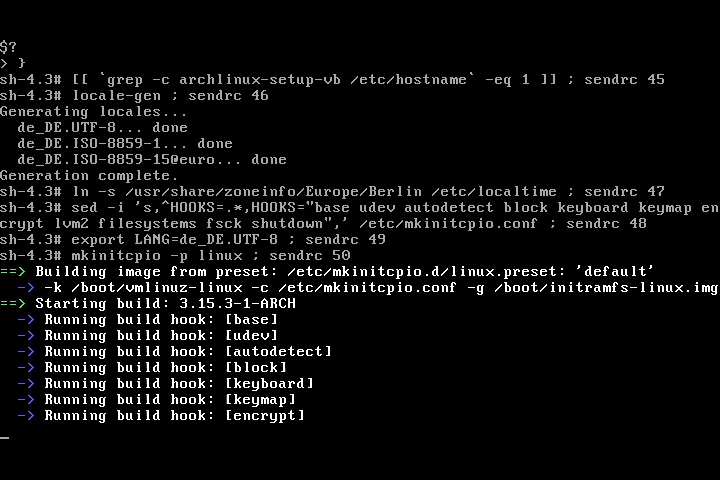 $?
> }
sh-4.3# [[ `grep -c archlinux-setup-vb /etc/hostname` -eq 1 ]] ; sendrc 45
sh-4.3# locale-gen ; sendrc 46
Generating locales...
  de_DE.UTF-8... done
  de_DE.ISO-8859-1... done
  de_DE.ISO-8859-15@euro... done
Generation complete.
sh-4.3# ln -s /usr/share/zoneinfo/Europe/Berlin /etc/localtime ; sendrc 47
sh-4.3# sed -i 's,^HOOKS=.*,HOOKS="base udev autodetect block keyboard keymap en
crypt lvm2 filesystems fsck shutdown",' /etc/mkinitcpio.conf ; sendrc 48
sh-4.3# export LANG=de_DE.UTF-8 ; sendrc 49
sh-4.3# mkinitcpio -p linux ; sendrc 50
==> Building image from preset: /etc/mkinitcpio.d/linux.preset: 'default'
  -> -k /boot/vmlinuz-linux -c /etc/mkinitcpio.conf -g /boot/initramfs-linux.img
==> Starting build: 3.15.3-1-ARCH
  -> Running build hook: [base]
  -> Running build hook: [udev]
  -> Running build hook: [autodetect]
  -> Running build hook: [block]
  -> Running build hook: [keyboard]
  -> Running build hook: [keymap]
  -> Running build hook: [encrypt]